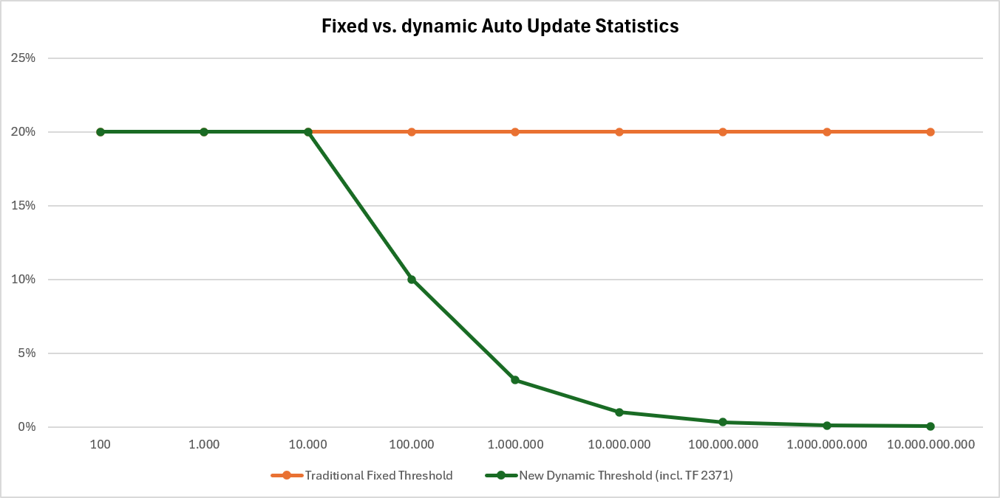 Fixed vs. dynamic Auto Update Statistics
25%
20%
15%
10%
5%
0%
100 1.000 10.000 100.000 1.000.000 10.000.000 100.000.000 1.000.000.000 10.000.000.000
Traditional Fixed Threshold New Dynamic Threshold (incl. TF 2371)